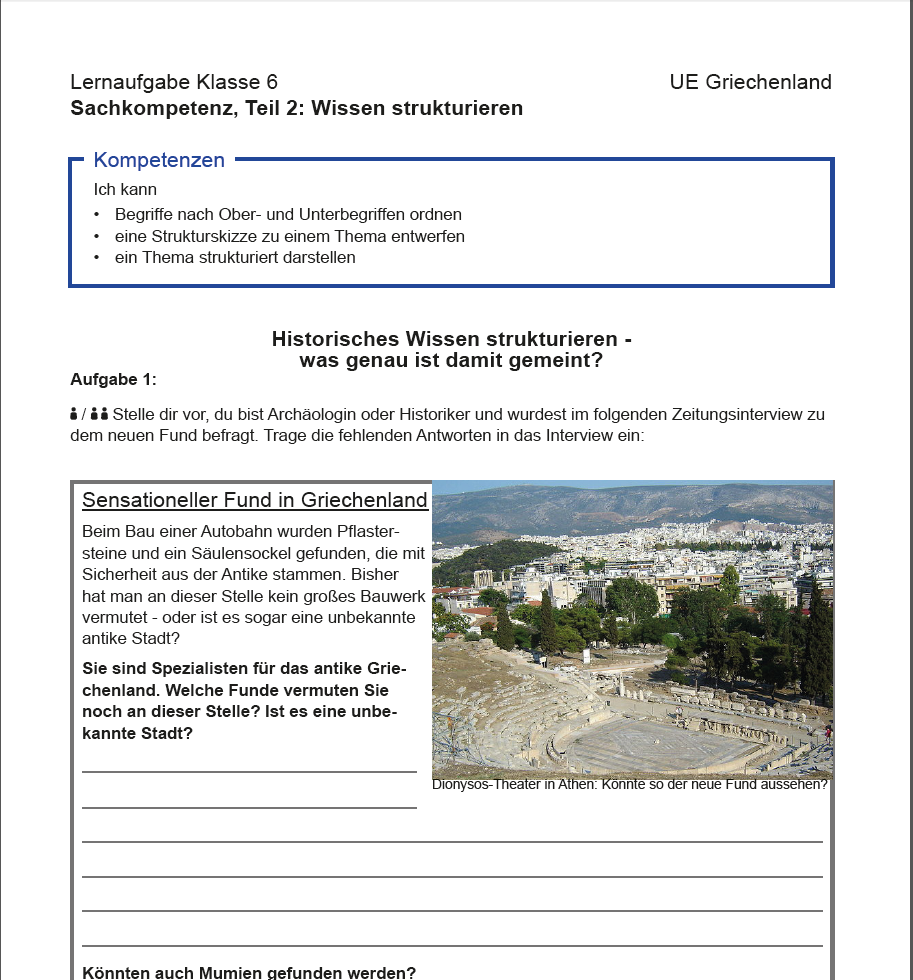 Lernaufgabe Klasse 6 UE Griechenland
Sachkompetenz, Teil 2: Wissen strukturieren
Kompetenzen
Ich kann
• Begriffe nach Ober- und Unterbegriffen ordnen
• eine Strukturskizze zu einem Thema entwerfen
• ein Thema strukturiert darstellen
Historisches Wissen strukturieren -
was genau ist damit gemeint?
Aufgabe 1:
/ Stelle dir vor, du bist Archäologin oder Historiker und wurdest im folgenden Zeitungsinterview zu
dem neuen Fund befragt. Trage die fehlenden Antworten in das Interview ein:
Sensationeller Fund in Griechenland
Beim Bau einer Autobahn wurden Pflaster-
steine und ein Säulensockel gefunden, die mit
Sicherheit aus der Antike stammen. Bisher
hat man an dieser Stelle kein großes Bauwerk
vermutet - oder ist es sogar eine unbekannte
antike Stadt?
Sie sind Spezialisten für das antike Grie-
chenland. Welche Funde vermuten Sie
noch an dieser Stelle? Ist es eine unbe-
kannte Stadt?
Dionysos-Theater in Athen: Könnte so der neue Fund aussehen?
Könnten auch Mumien gefunden werden?